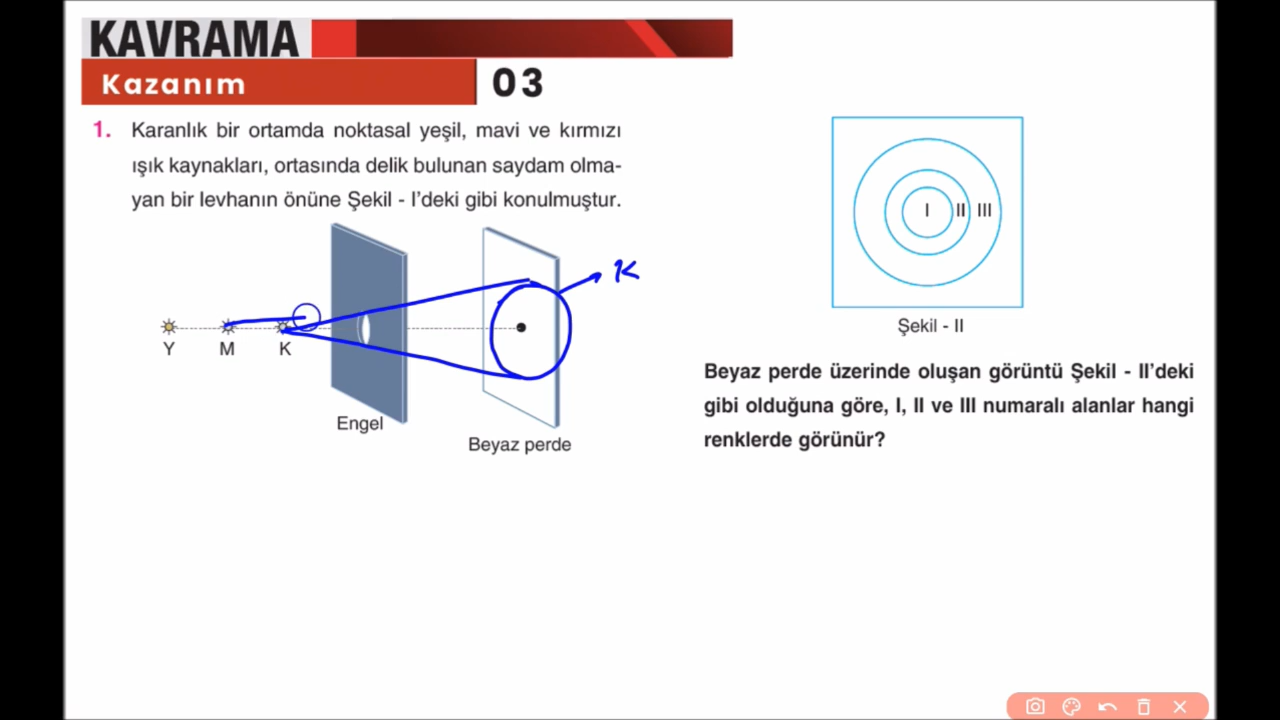 KAVRAMA
Kazanım 03
1. Karanlık bir ortamda noktasal yeşil, mavi ve kırmızı
ışık kaynakları, ortasında delik bulunan saydam olma-
yan bir levhanın önüne Şekil - I'deki gibi konulmuştur.
K
Y M K
Engel
Beyaz perde
I II III
Şekil - II
Beyaz perde üzerinde oluşan görüntü Şekil - II'deki
gibi olduğuna göre, I, II ve III numaralı alanlar hangi
renklerde görünür?